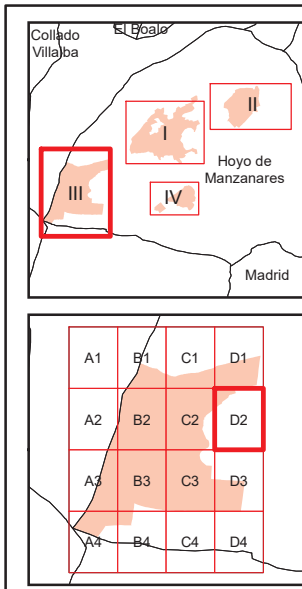 Collado
Villalba
El Boalo
I
II
III
IV
Hoyo de
Manzanares
Madrid
A1 B1 C1 D1
A2 B2 C2 D2
A3 B3 C3 D3
A4 B4 C4 D4